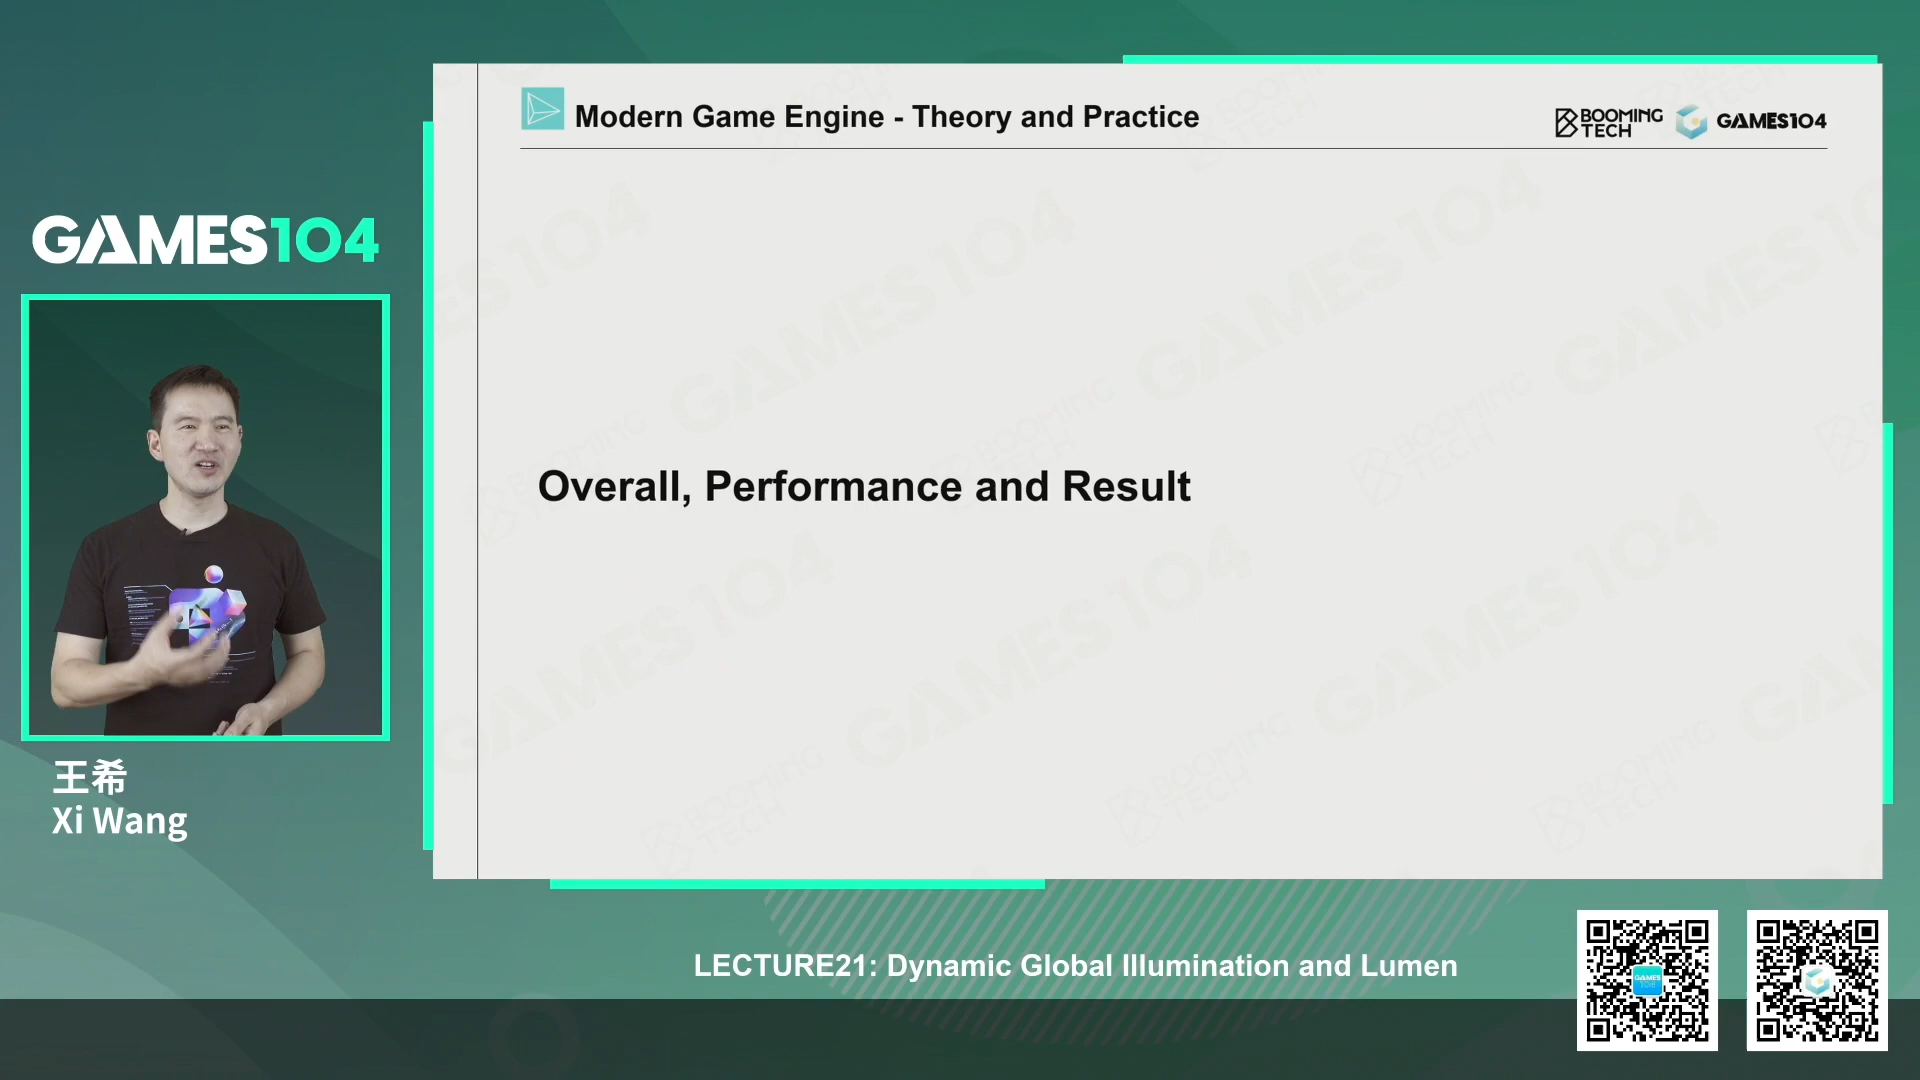 Modern Game Engine - Theory and Practice
BOOMING
TECH
GAMES104
GAMES104
Overall, Performance and Result
王希
Xi Wang
LECTURE21: Dynamic Global Illumination and Lumen